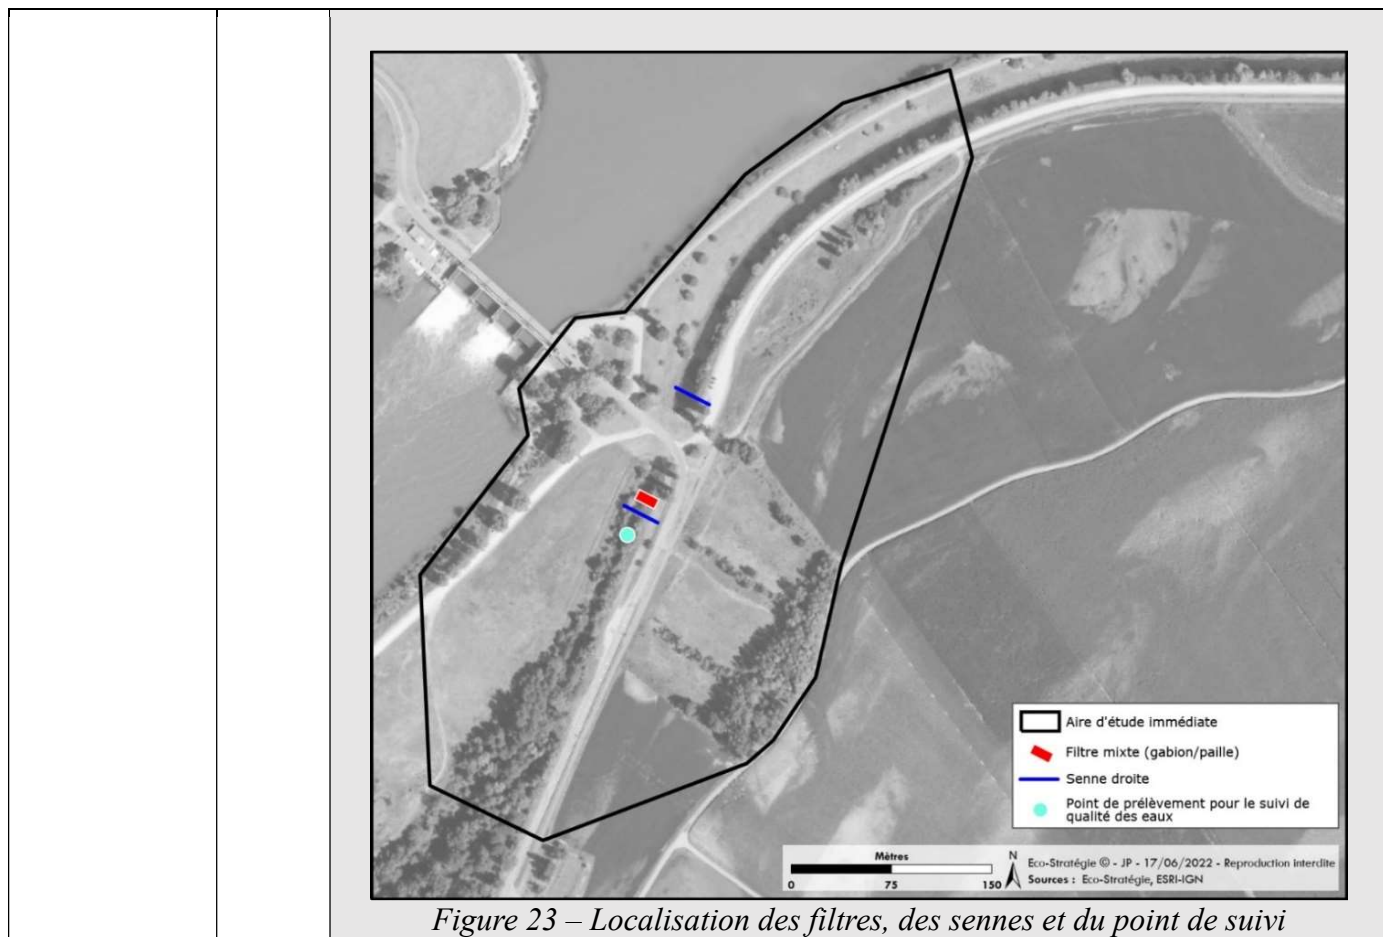 Aire d'étude immédiate
Filtre mixte (gabion/paille)
Senne droite
Point de prélèvement pour le suivi de
qualité des eaux
Mètres
0 75 150
N
Eco-Stratégie © - JP - 17/06/2022 - Reproduction interdite
Sources : Eco-Stratégie, ESRI-IGN
Figure 23 – Localisation des filtres, des sennes et du point de suivi